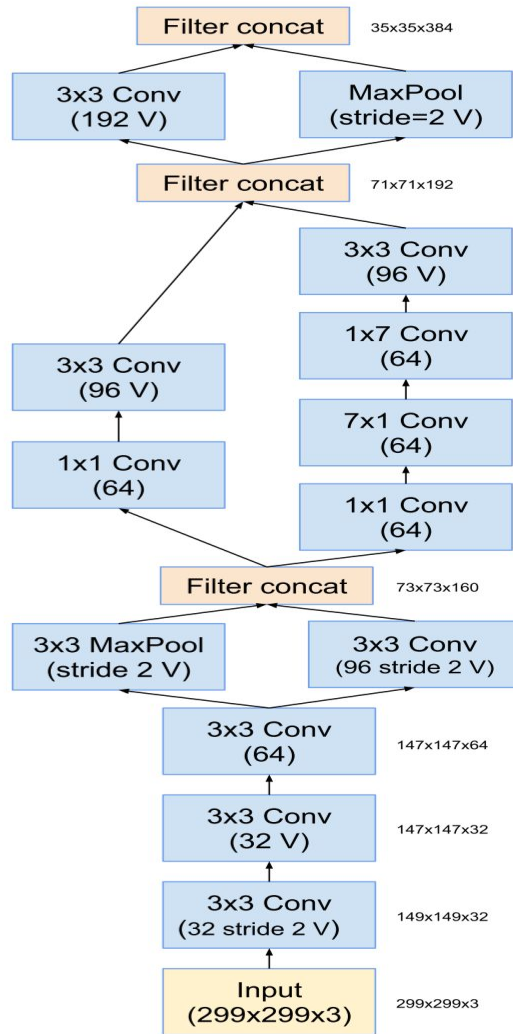 Filter concat
35x35x384
3x3 Conv
(192 V)
MaxPool
(stride=2 V)
Filter concat
71x71x192
3x3 Conv
(96 V)
1x7 Conv
(64)
3x3 Conv
(96 V)
7x1 Conv
(64)
1x1 Conv
(64)
1x1 Conv
(64)
Filter concat
73x73x160
3x3 MaxPool
(stride 2 V)
3x3 Conv
(96 stride 2 V)
3x3 Conv
(64)
147x147x64
3x3 Conv
(32 V)
147x147x32
3x3 Conv
(32 stride 2 V)
149x149x32
Input
(299x299x3)
299x299x3